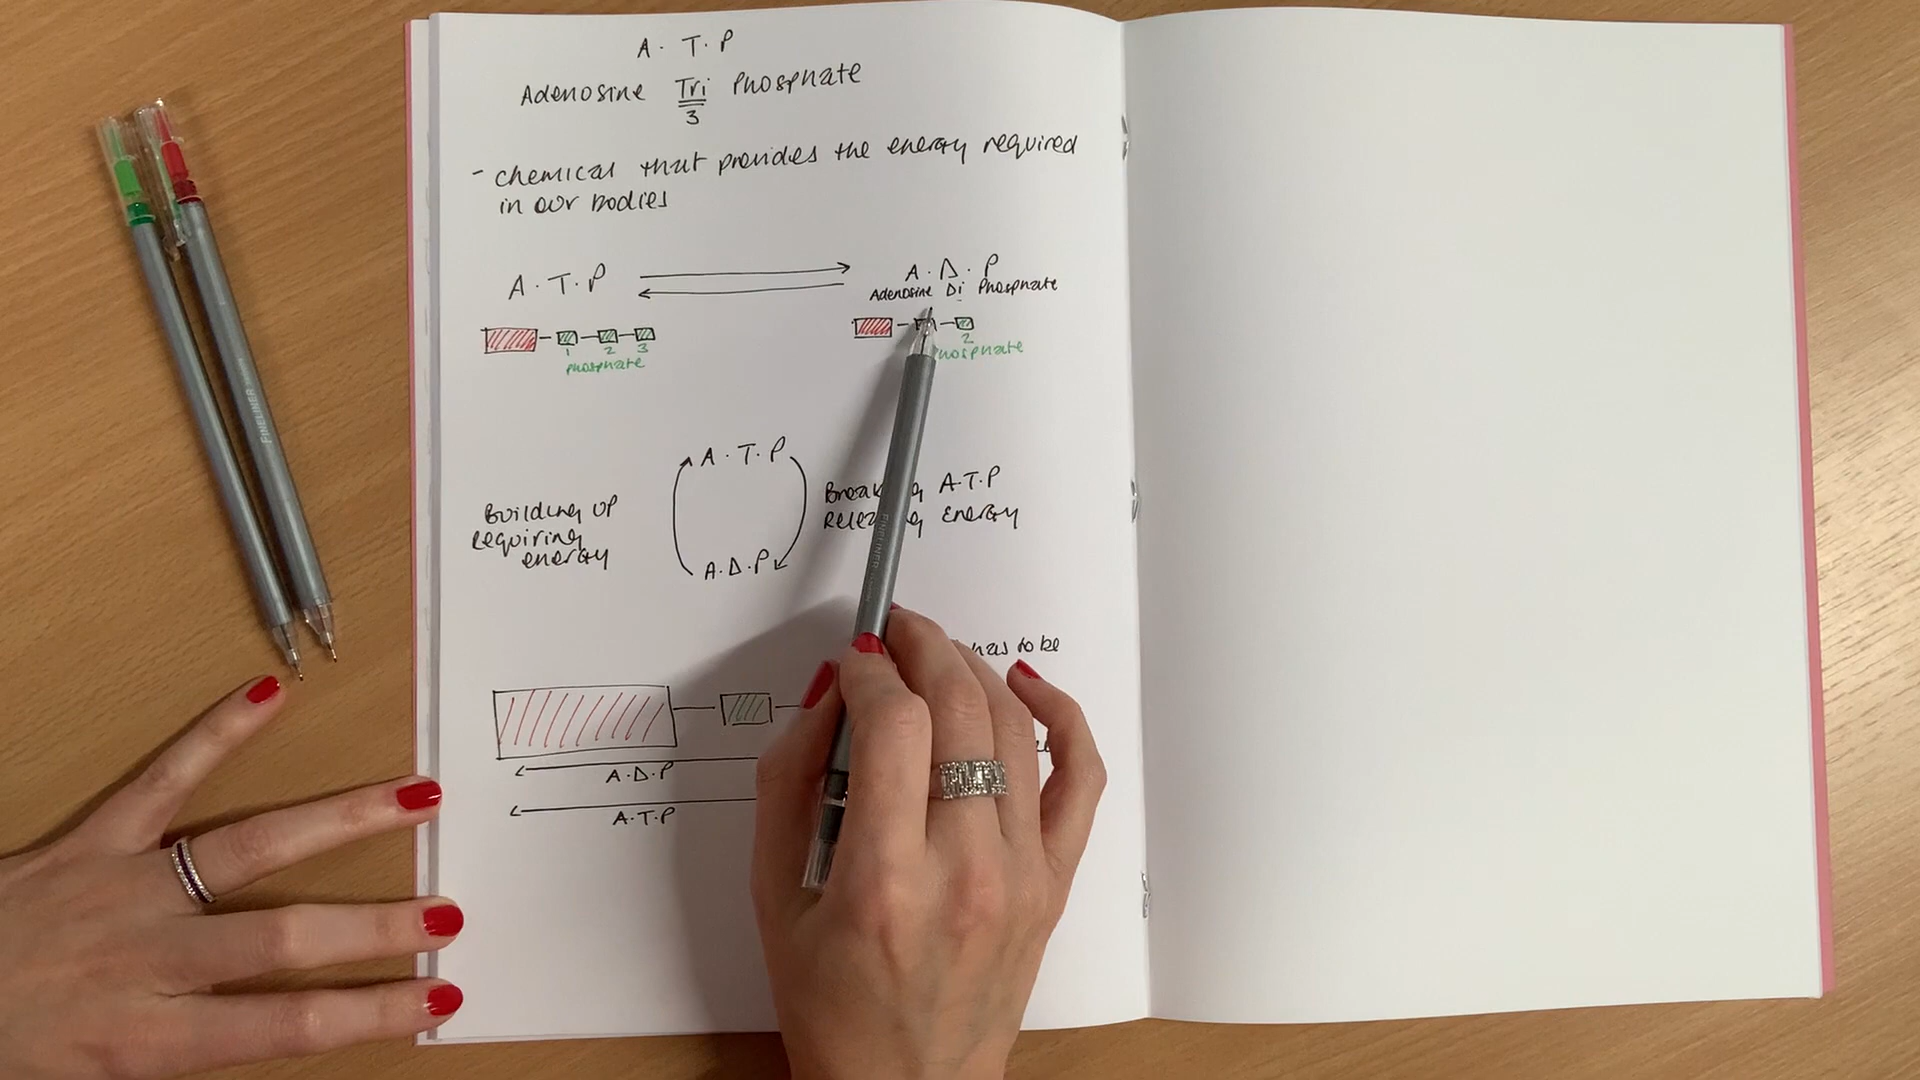 A. T. P
Adenosine Tri Phosphate
3
- chemical that provides the energy required
in our bodies
A. T. P
A. D. P
Adenosine Di Phosphate
1 2 3
phosphate
2
A. T. P
Building up
requiring
energy
A.T.P
Energy
A.D.P
has to be
A.D.P
A.T.P
FINELINER
FINELINER